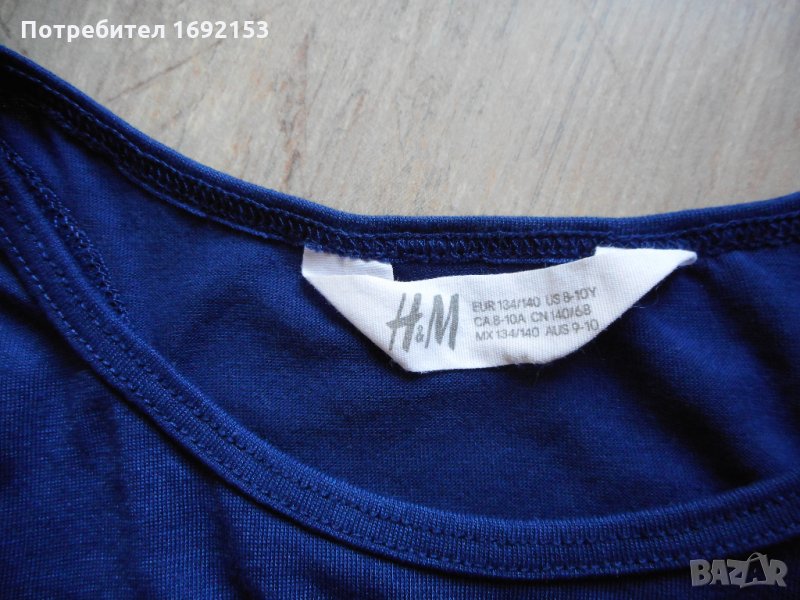 Потребител 1692153
H&M
EUR 134/140 US 8-10Y
CA 8-10A CN 140/68
MX 134/140 AUS 9-10
BAZAR